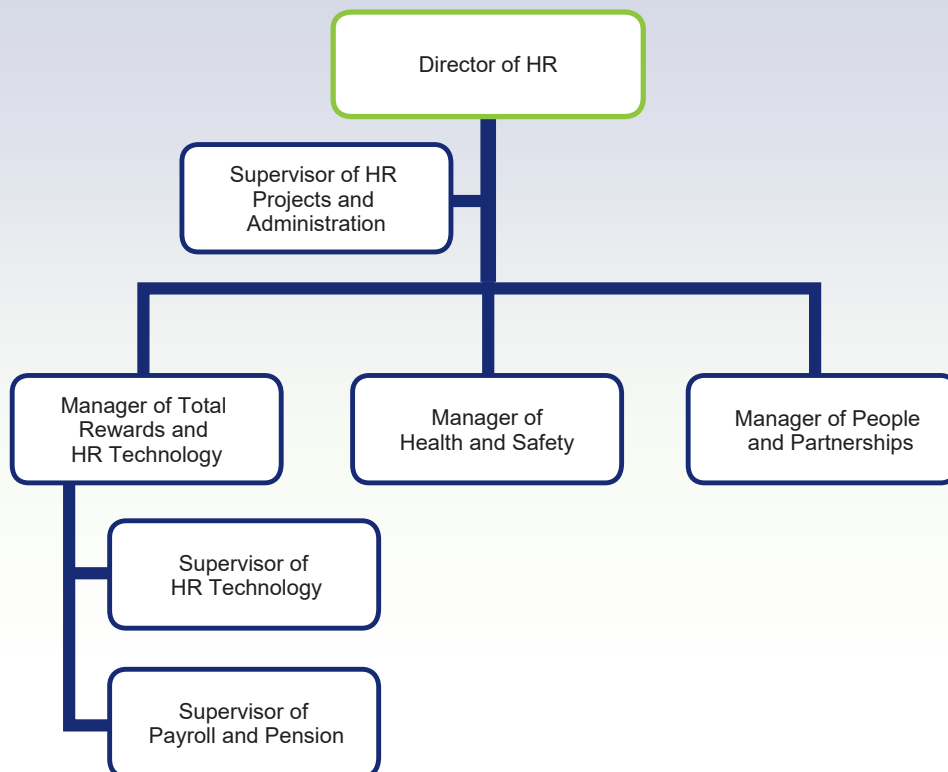 Director of HR
Supervisor of HR
Projects and
Administration
Manager of Total
Rewards and
HR Technology
Manager of
Health and Safety
Manager of People
and Partnerships
Supervisor of
HR Technology
Supervisor of
Payroll and Pension